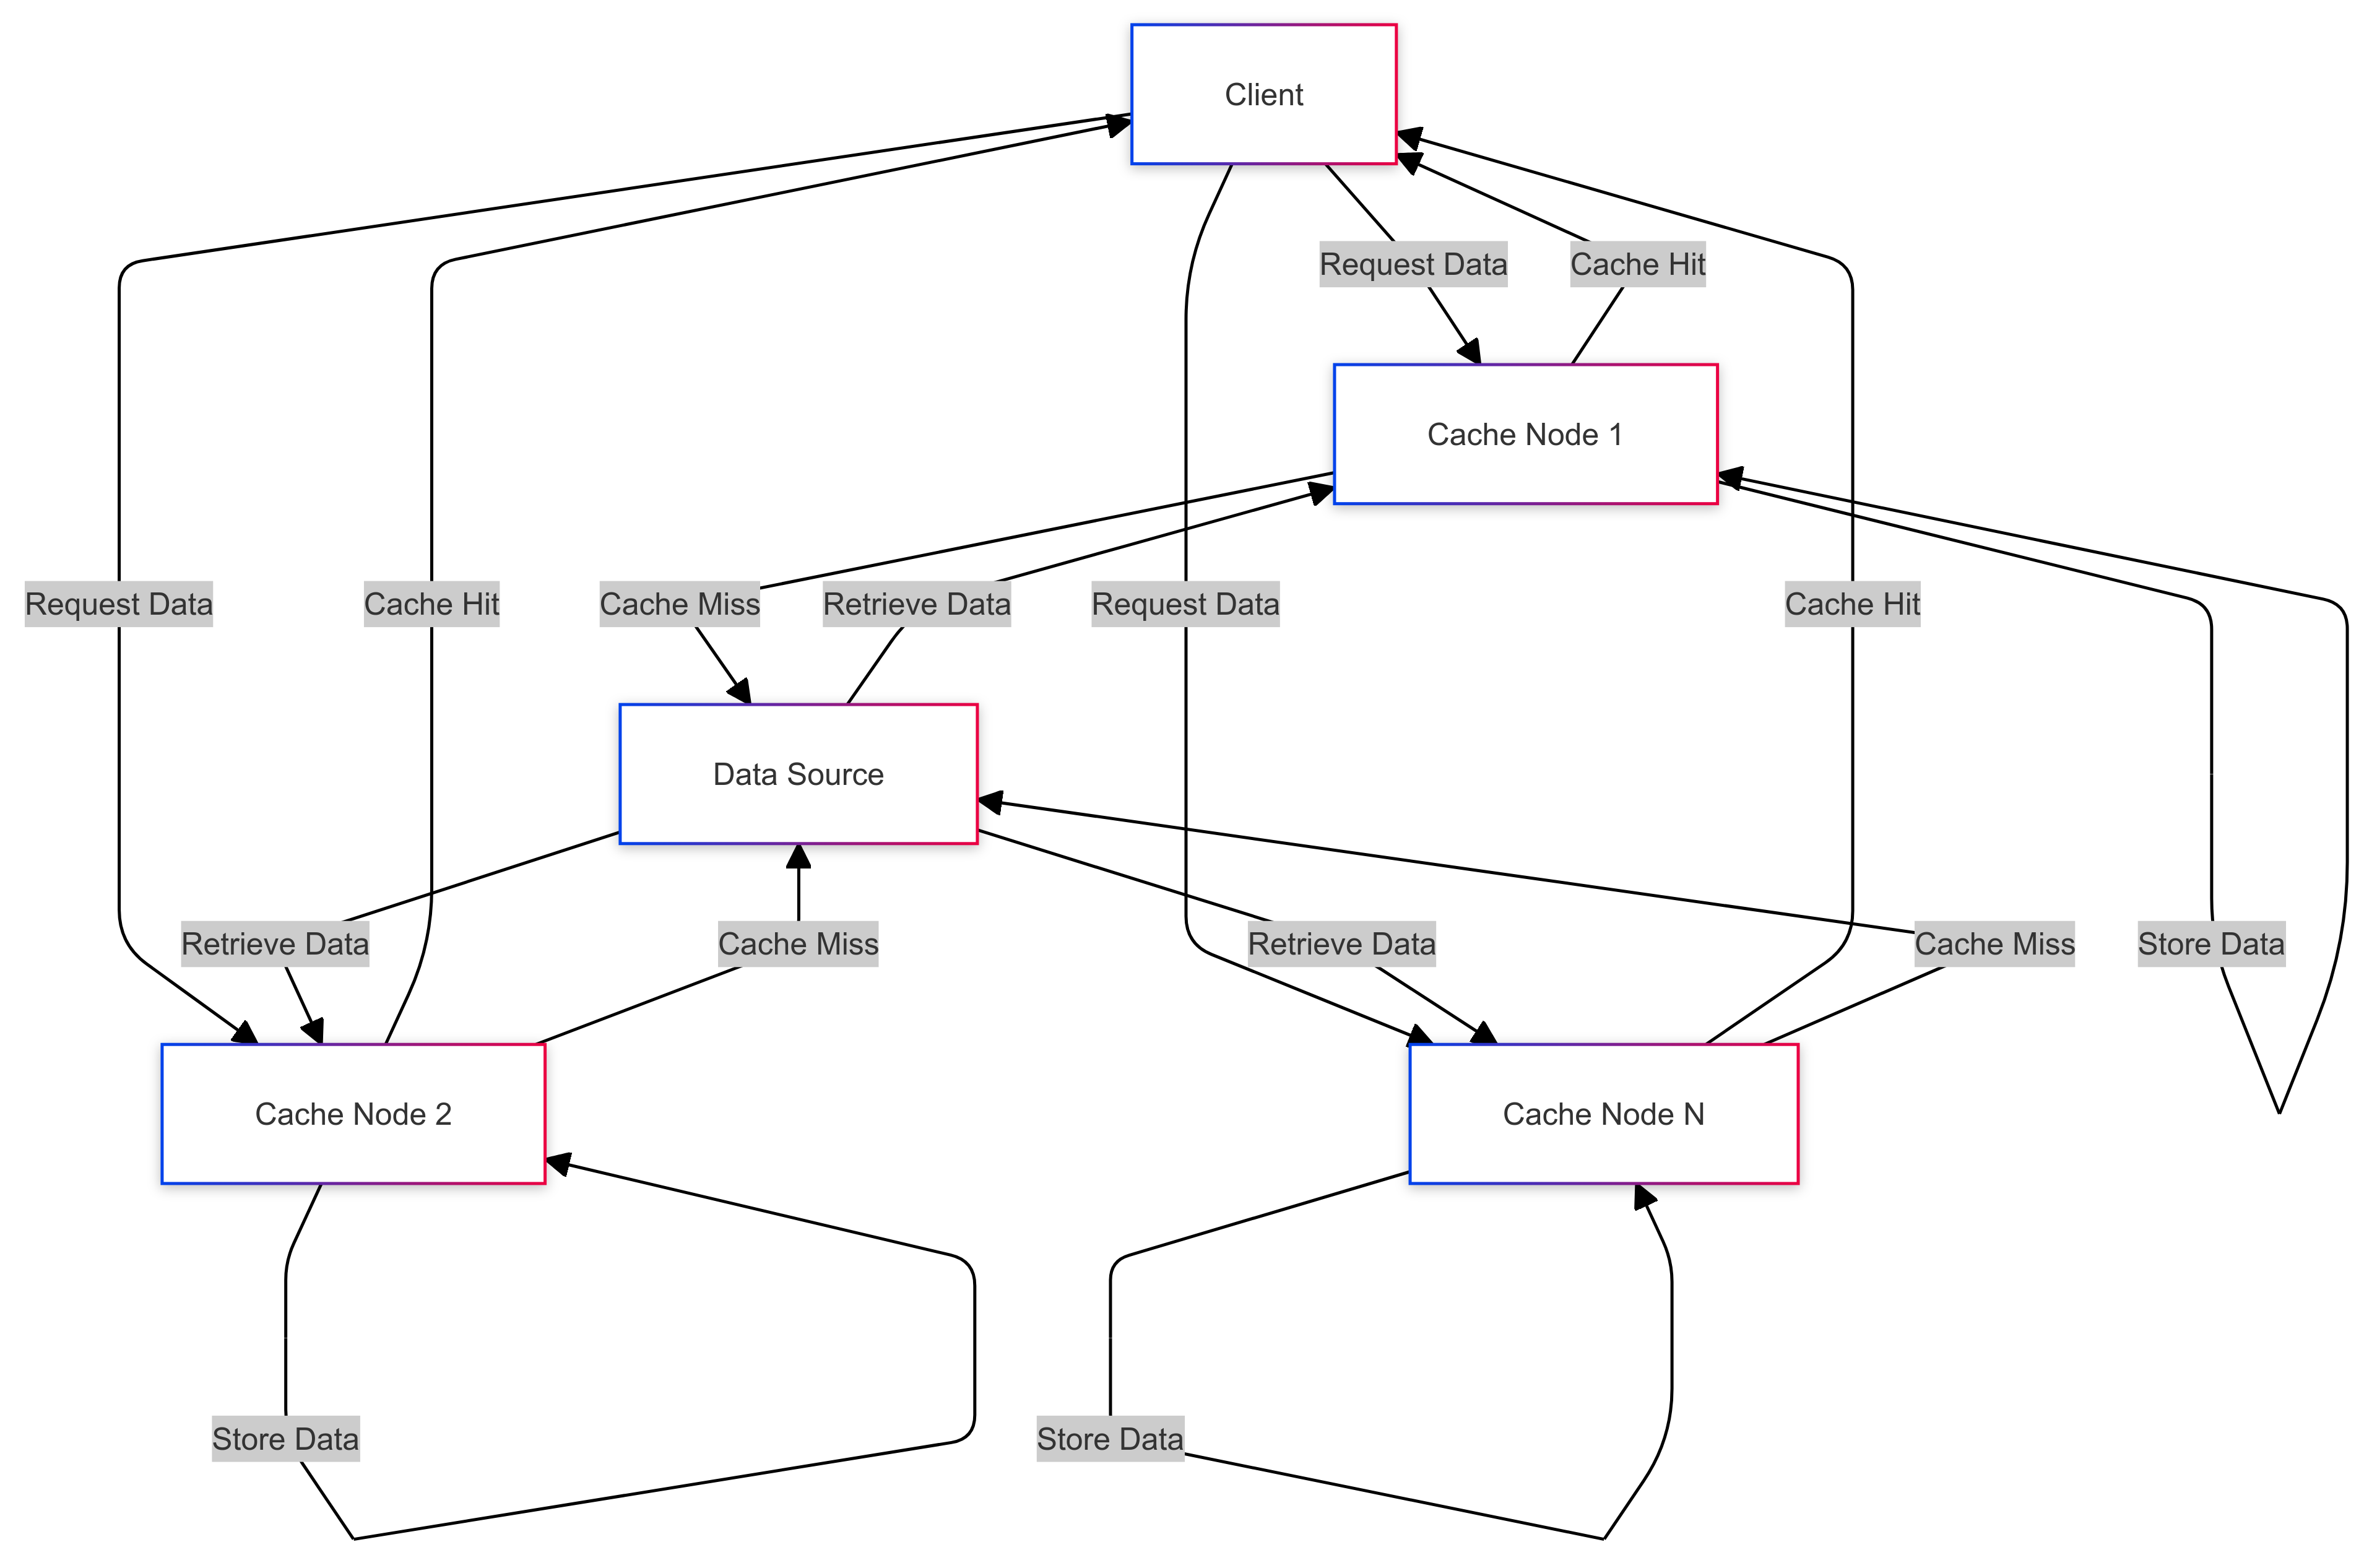 Client
Request Data
Cache Hit
Cache Node 1
Request Data
Cache Hit
Cache Miss
Retrieve Data
Request Data
Cache Hit
Data Source
Retrieve Data
Cache Miss
Retrieve Data
Cache Miss
Store Data
Cache Node 2
Cache Node N
Store Data
Store Data